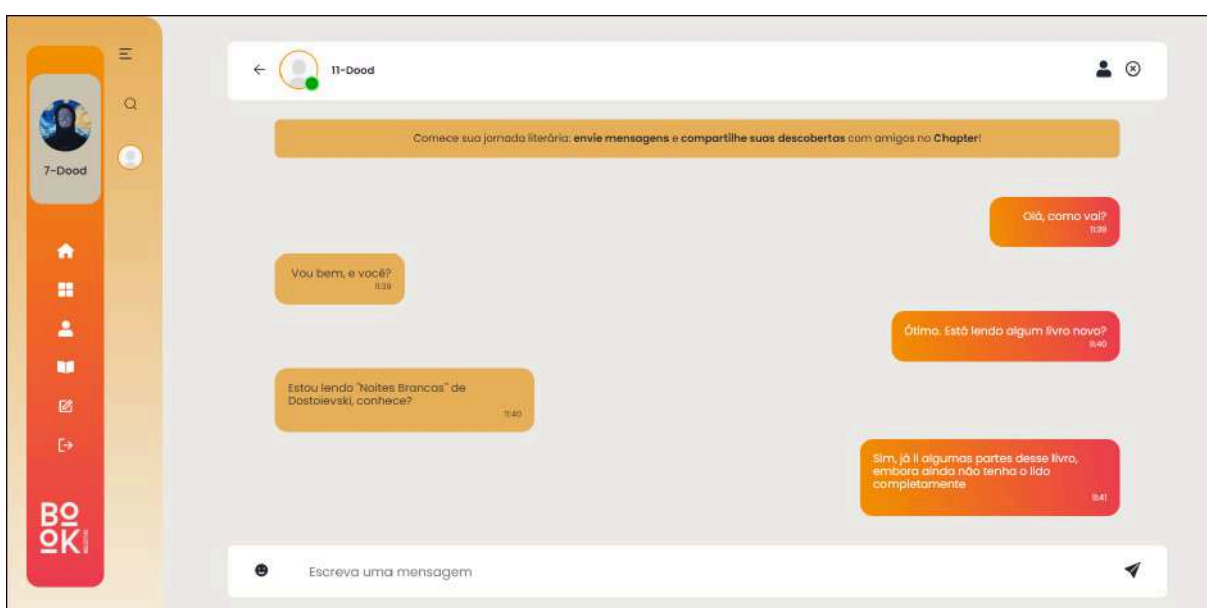 7-Dood
BO
OK
11-Dood
Comece sua jornada literária: envie mensagens e compartilhe suas descobertas com amigos no Chapter!
Olá, como vai?
11:39
Vou bem, e você?
11:39
Ótimo. Está lendo algum livro novo?
11:40
Estou lendo "Noites Brancas" de
Dostoievski, conhece?
11:40
Sim, já li algumas partes desse livro,
embora ainda não tenha o lido
completamente
11:41
Escreva uma mensagem